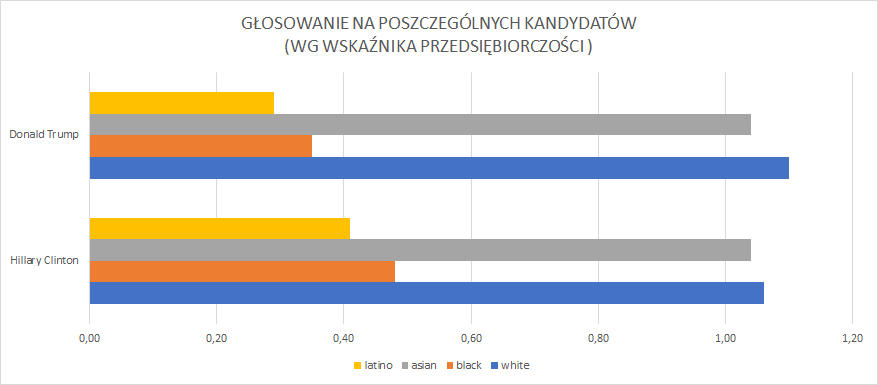 GŁOSOWANIE NA POSZCZEGÓLNYCH KANDYDATÓW
(WG WSKAŹNIKA PRZEDSIĘBIORCZOŚCI )
Donald Trump
Hillary Clinton
0,00 0,20 0,40 0,60 0,80 1,00 1,20
latino asian black white